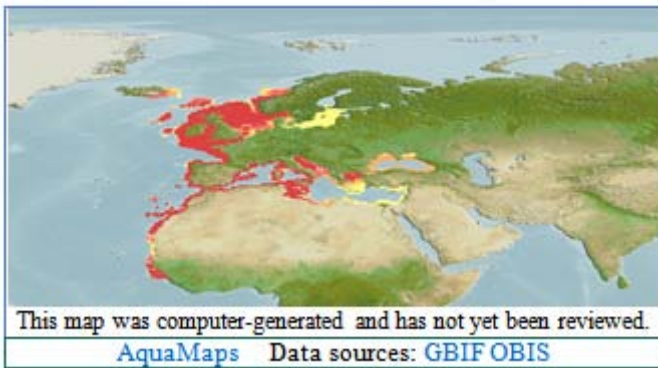 This map was computer-generated and has not yet been reviewed.
AquaMaps Data sources: GBIF OBIS